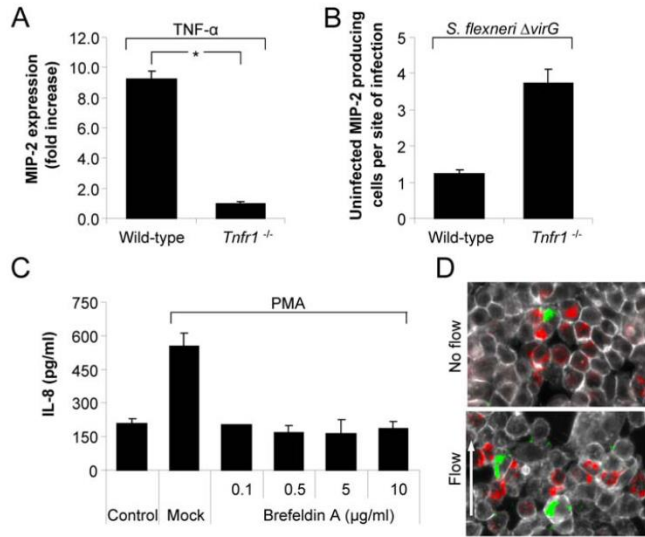 A
TNF-α
*
MIP-2 expression
(fold increase)
10.0
8.0
6.0
4.0
2.0
0.0
Wild-type
Tnfr1 -/-
B
S. flexneri ΔvirG
Uninfected MIP-2 producing
cells per site of infection
5
4
3
2
1
0
Wild-type
Tnfr1 -/-
C
PMA
IL-8 (pg/ml)
750
600
450
300
150
0
0.1 0.5 5 10
Control Mock Brefeldin A (µg/ml)
D
No flow
Flow